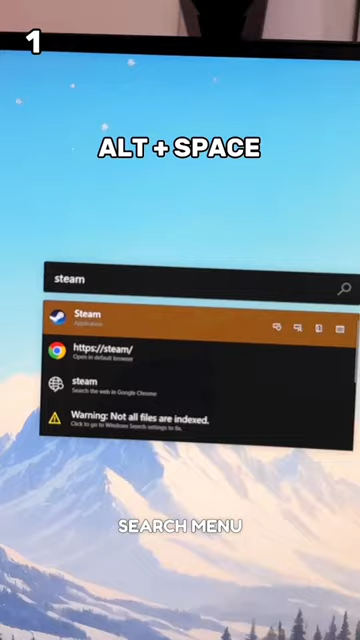 1
ALT + SPACE
steam
Steam
Application
https://steam/
Open in default browser
steam
Search the web in Google Chrome
Warning: Not all files are indexed.
Click to go to Windows Search settings to fix.
SEARCH MENU